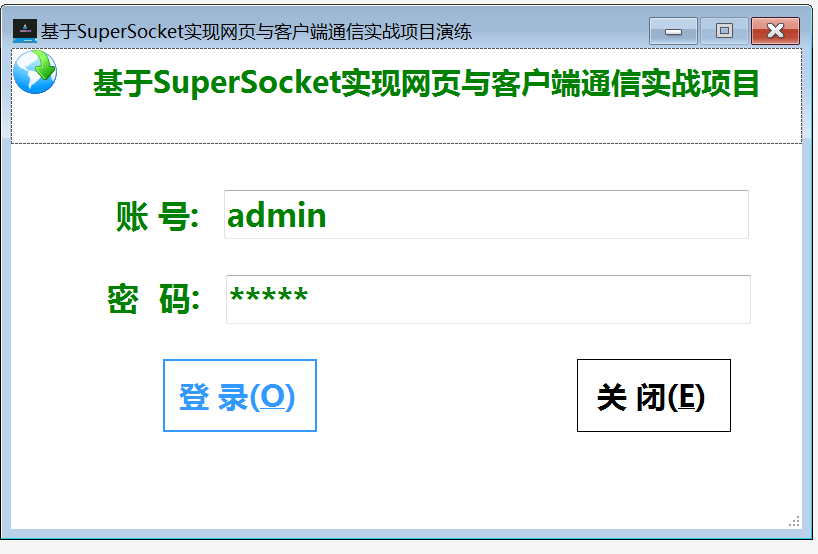 基于SuperSocket实现网页与客户端通信实战项目演练
基于SuperSocket实现网页与客户端通信实战项目
账 号: admin
密 码: *****
登 录(O) 关 闭(E)